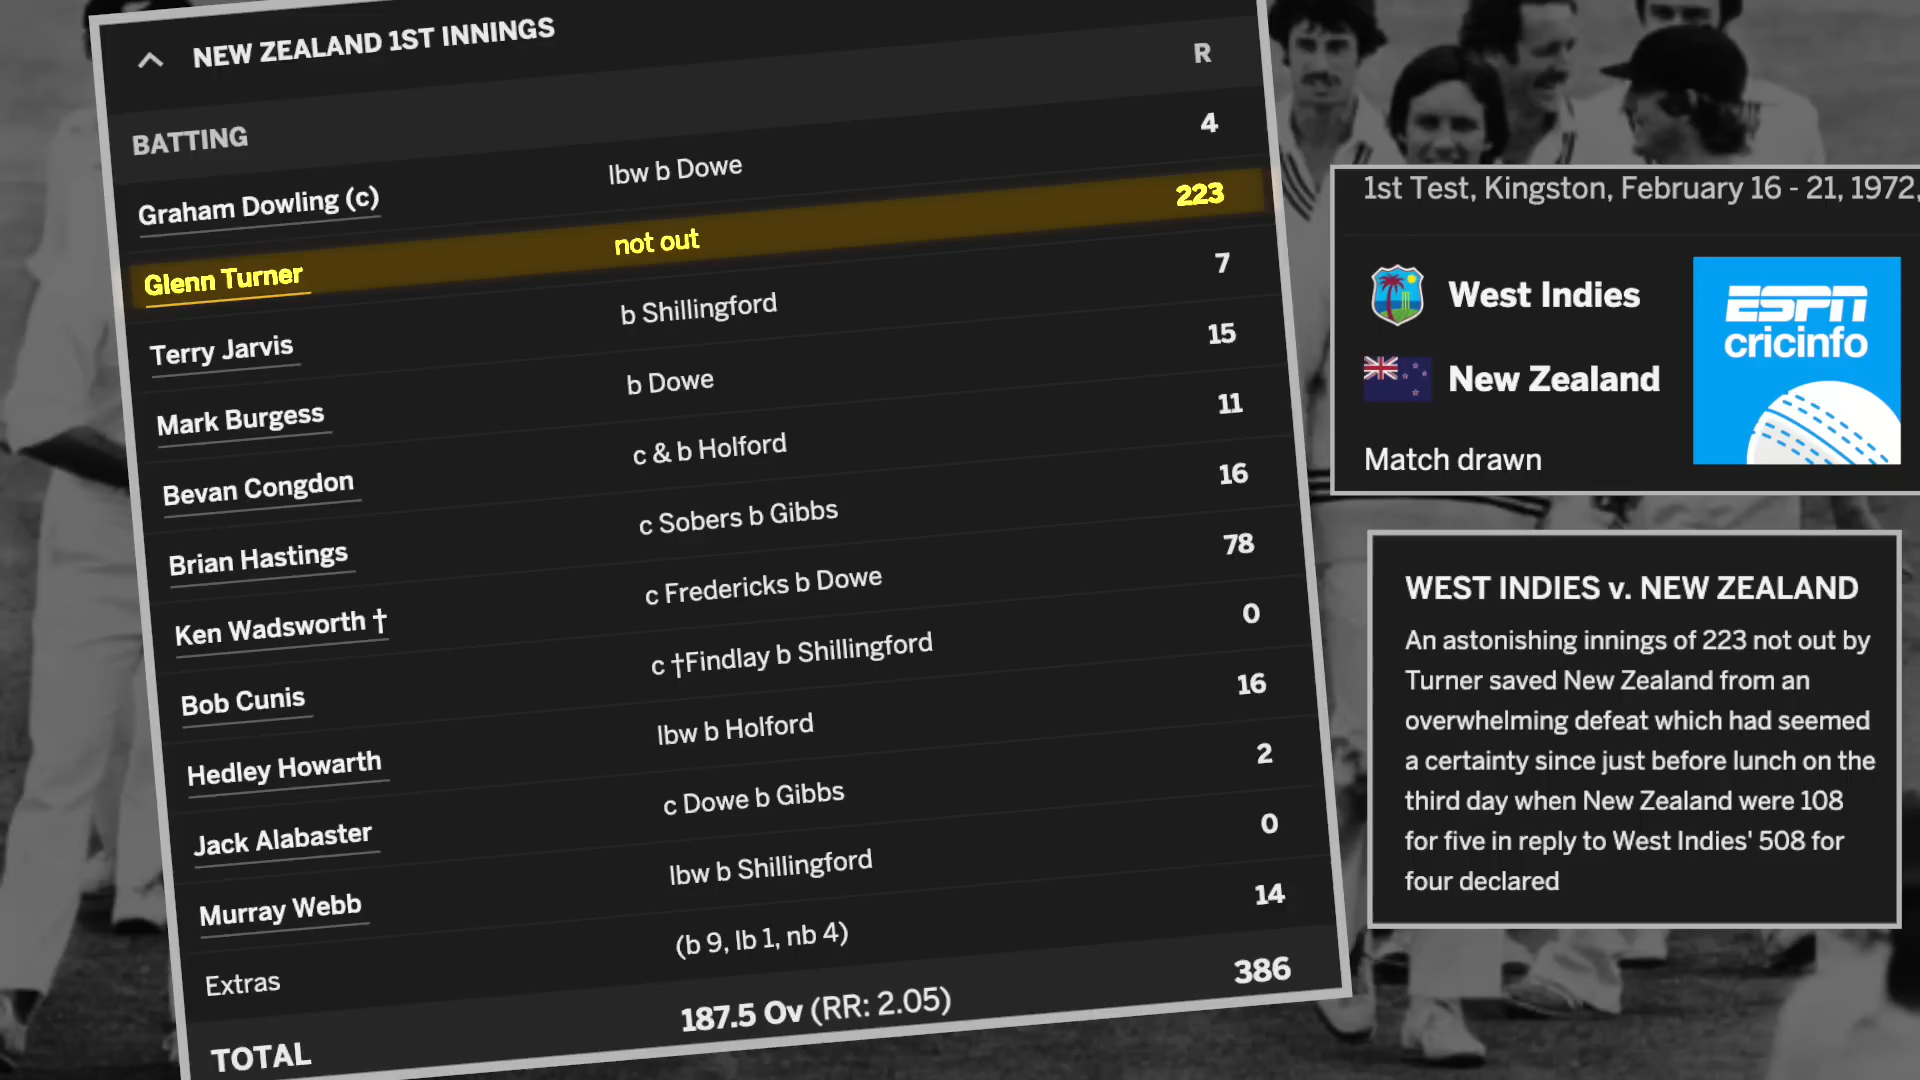 NEW ZEALAND 1ST INNINGS
BATTING R
Graham Dowling (c) lbw b Dowe 4
Glenn Turner not out 223
Terry Jarvis b Shillingford 7
Mark Burgess b Dowe 15
Bevan Congdon c & b Holford 11
Brian Hastings c Sobers b Gibbs 16
Ken Wadsworth † c Fredericks b Dowe 78
Bob Cunis c †Findlay b Shillingford 0
Hedley Howarth lbw b Holford 16
Jack Alabaster c Dowe b Gibbs 2
Murray Webb lbw b Shillingford 0
Extras (b 9, lb 1, nb 4) 14
TOTAL 187.5 Ov (RR: 2.05) 386
1st Test, Kingston, February 16 - 21, 1972,
West Indies
New Zealand
Match drawn
ESPN
cricinfo
WEST INDIES v. NEW ZEALAND
An astonishing innings of 223 not out by
Turner saved New Zealand from an
overwhelming defeat which had seemed
a certainty since just before lunch on the
third day when New Zealand were 108
for five in reply to West Indies' 508 for
four declared